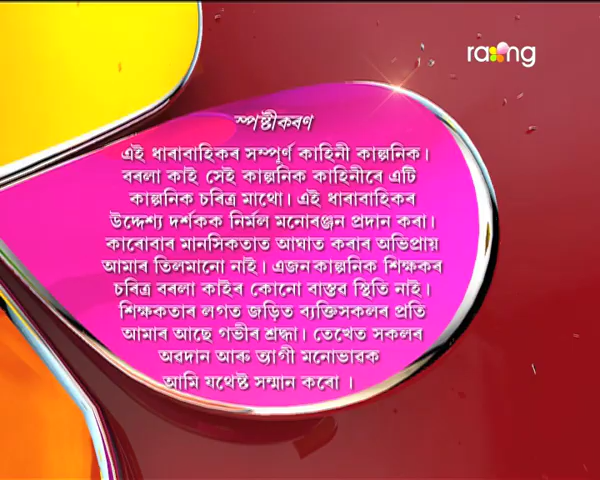 rang
স্পষ্টীকৰণ
এই ধাৰাবাহিকৰ সম্পূৰ্ণ কাহিনী কাল্পনিক।
বৰলা কাই সেই কাল্পনিক কাহিনীৰে এটি
কাল্পনিক চৰিত্ৰ মাথো। এই ধাৰাবাহিকৰ
উদ্দেশ্য দৰ্শকক নিৰ্মল মনোৰঞ্জন প্ৰদান কৰা।
কাৰোবাৰ মানসিকতাত আঘাত কৰাৰ অভিপ্ৰায়
আমাৰ তিলমানো নাই। এজন কাল্পনিক শিক্ষকৰ
চৰিত্ৰ বৰলা কাইৰ কোনো বাস্তৱ স্থিতি নাই।
শিক্ষকতাৰ লগত জড়িত ব্যক্তিসকলৰ প্ৰতি
আমাৰ আছে গভীৰ শ্ৰদ্ধা। তেখেত সকলৰ
অৱদান আৰু ত্যাগী মনোভাৱক
আমি যথেষ্ট সন্মান কৰো ।